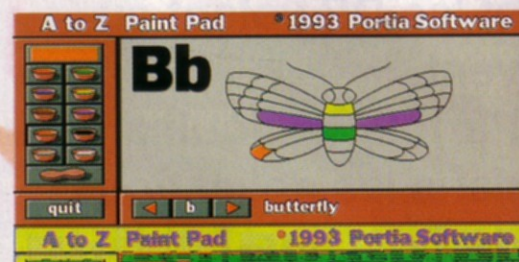 A to Z Paint Pad ©1993 Portia Software
Bb
quit b butterfly
A to Z Paint Pad ©1993 Portia Software